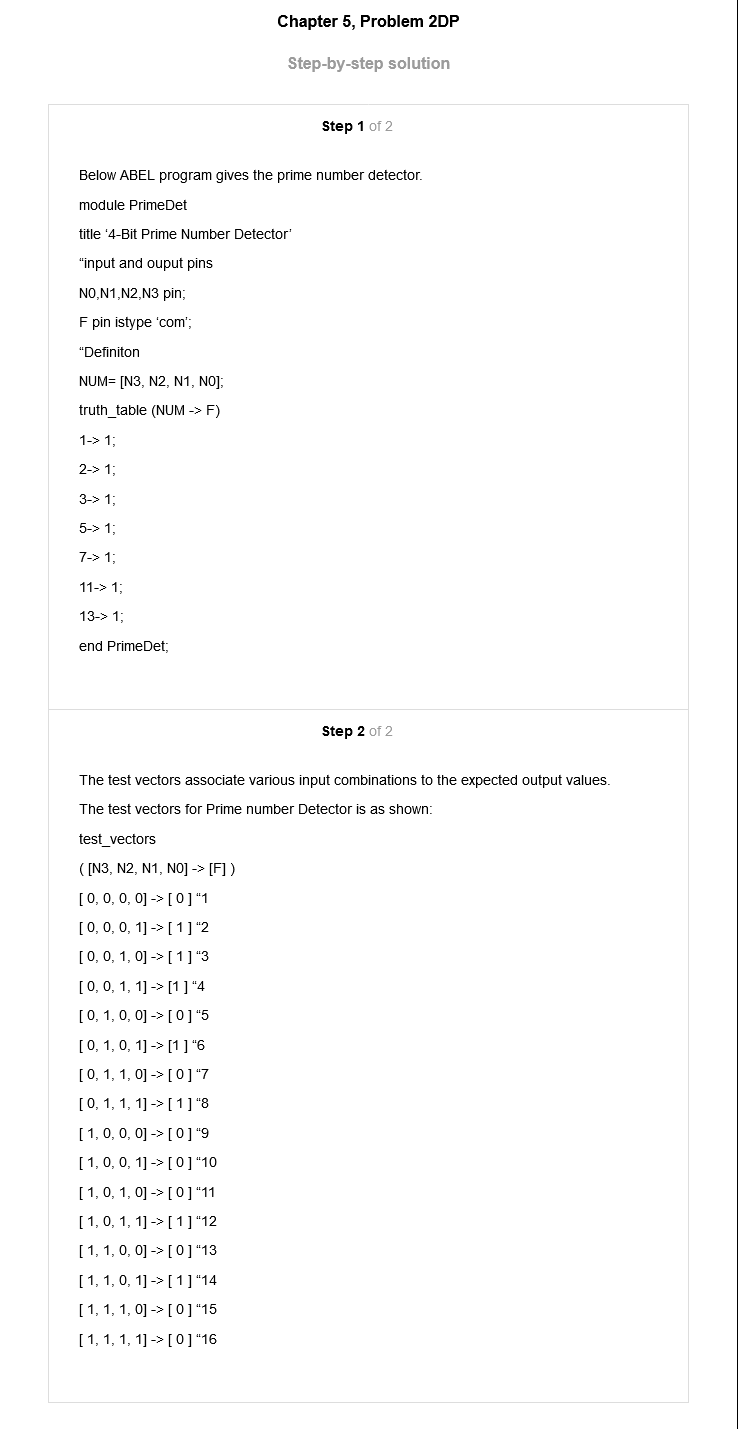 Chapter 5, Problem 2DP
Step-by-step solution
Step 1 of 2
Below ABEL program gives the prime number detector.
module PrimeDet
title ‘4-Bit Prime Number Detector’
“input and ouput pins
N0,N1,N2,N3 pin;
F pin istype ‘com’;
“Definiton
NUM= [N3, N2, N1, N0];
truth_table (NUM -> F)
1-> 1;
2-> 1;
3-> 1;
5-> 1;
7-> 1;
11-> 1;
13-> 1;
end PrimeDet;
Step 2 of 2
The test vectors associate various input combinations to the expected output values.
The test vectors for Prime number Detector is as shown:
test_vectors
( [N3, N2, N1, N0] -> [F] )
[ 0, 0, 0, 0] -> [ 0 ] “1
[ 0, 0, 0, 1] -> [ 1 ] “2
[ 0, 0, 1, 0] -> [ 1 ] “3
[ 0, 0, 1, 1] -> [1 ] “4
[ 0, 1, 0, 0] -> [ 0 ] “5
[ 0, 1, 0, 1] -> [1 ] “6
[ 0, 1, 1, 0] -> [ 0 ] “7
[ 0, 1, 1, 1] -> [ 1 ] “8
[ 1, 0, 0, 0] -> [ 0 ] “9
[ 1, 0, 0, 1] -> [ 0 ] “10
[ 1, 0, 1, 0] -> [ 0 ] “11
[ 1, 0, 1, 1] -> [ 1 ] “12
[ 1, 1, 0, 0] -> [ 0 ] “13
[ 1, 1, 0, 1] -> [ 1 ] “14
[ 1, 1, 1, 0] -> [ 0 ] “15
[ 1, 1, 1, 1] -> [ 0 ] “16